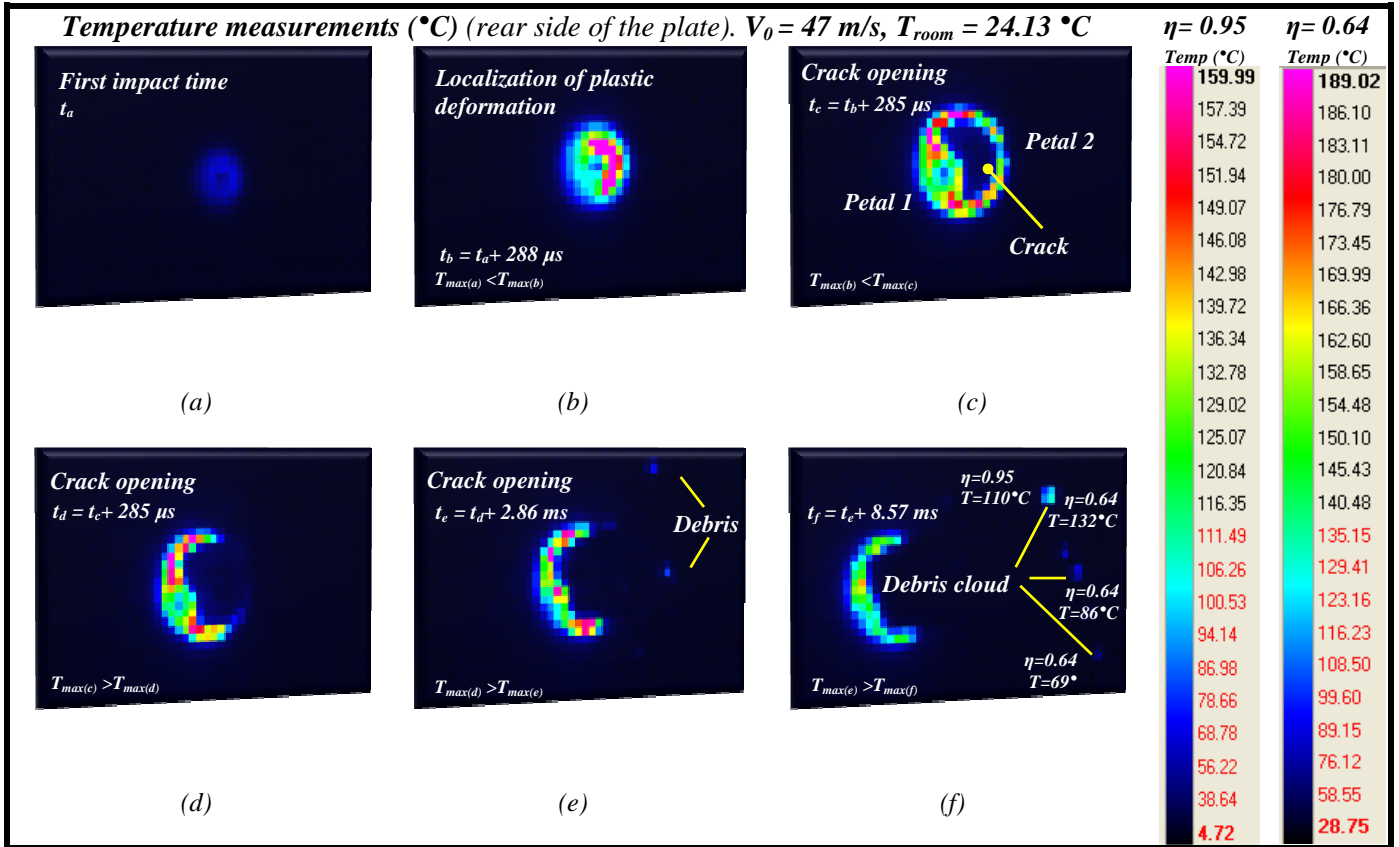 Temperature measurements (•C) (rear side of the plate). V0 = 47 m/s, Troom = 24.13 •C
η= 0.95
η= 0.64
Temp (•C)
Temp (•C)
First impact time
ta
Localization of plastic
deformation
tb = ta+ 288 µs
Tmax(a) <Tmax(b)
Crack opening
tc = tb+ 285 µs
Petal 2
Petal 1
Crack
Tmax(b) <Tmax(c)
(a)
(b)
(c)
Crack opening
td = tc+ 285 µs
Tmax(c) >Tmax(d)
Crack opening
te = td+ 2.86 ms
Debris
Tmax(d) >Tmax(e)
η=0.95
T=110•C
η=0.64
T=132•C
tf = te+ 8.57 ms
Debris cloud
η=0.64
T=86•C
η=0.64
T=69•
Tmax(e) >Tmax(f)
(d)
(e)
(f)
159.99
157.39
154.72
151.94
149.07
146.08
142.98
139.72
136.34
132.78
129.02
125.07
120.84
116.35
111.49
106.26
100.53
94.14
86.98
78.66
68.78
56.22
38.64
4.72
189.02
186.10
183.11
180.00
176.79
173.45
169.99
166.36
162.60
158.65
154.48
150.10
145.43
140.48
135.15
129.41
123.16
116.23
108.50
99.60
89.15
76.12
58.55
28.75